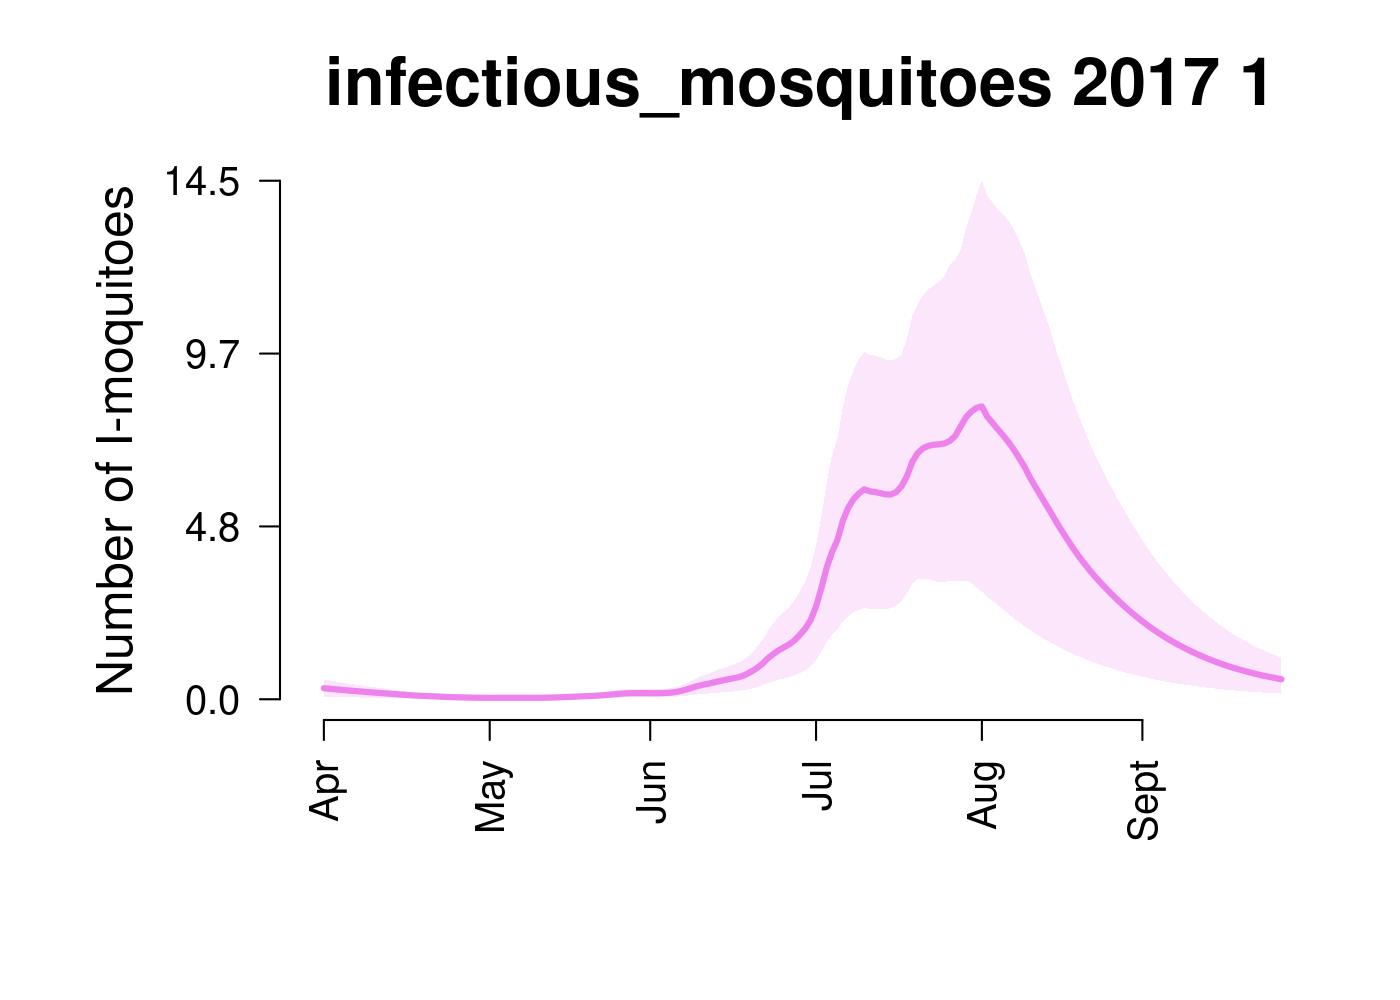 infectious_mosquitoes 2017 1
Number of I-moquitoes
14.5
9.7
4.8
0.0
Apr
May
Jun
Jul
Aug
Sept